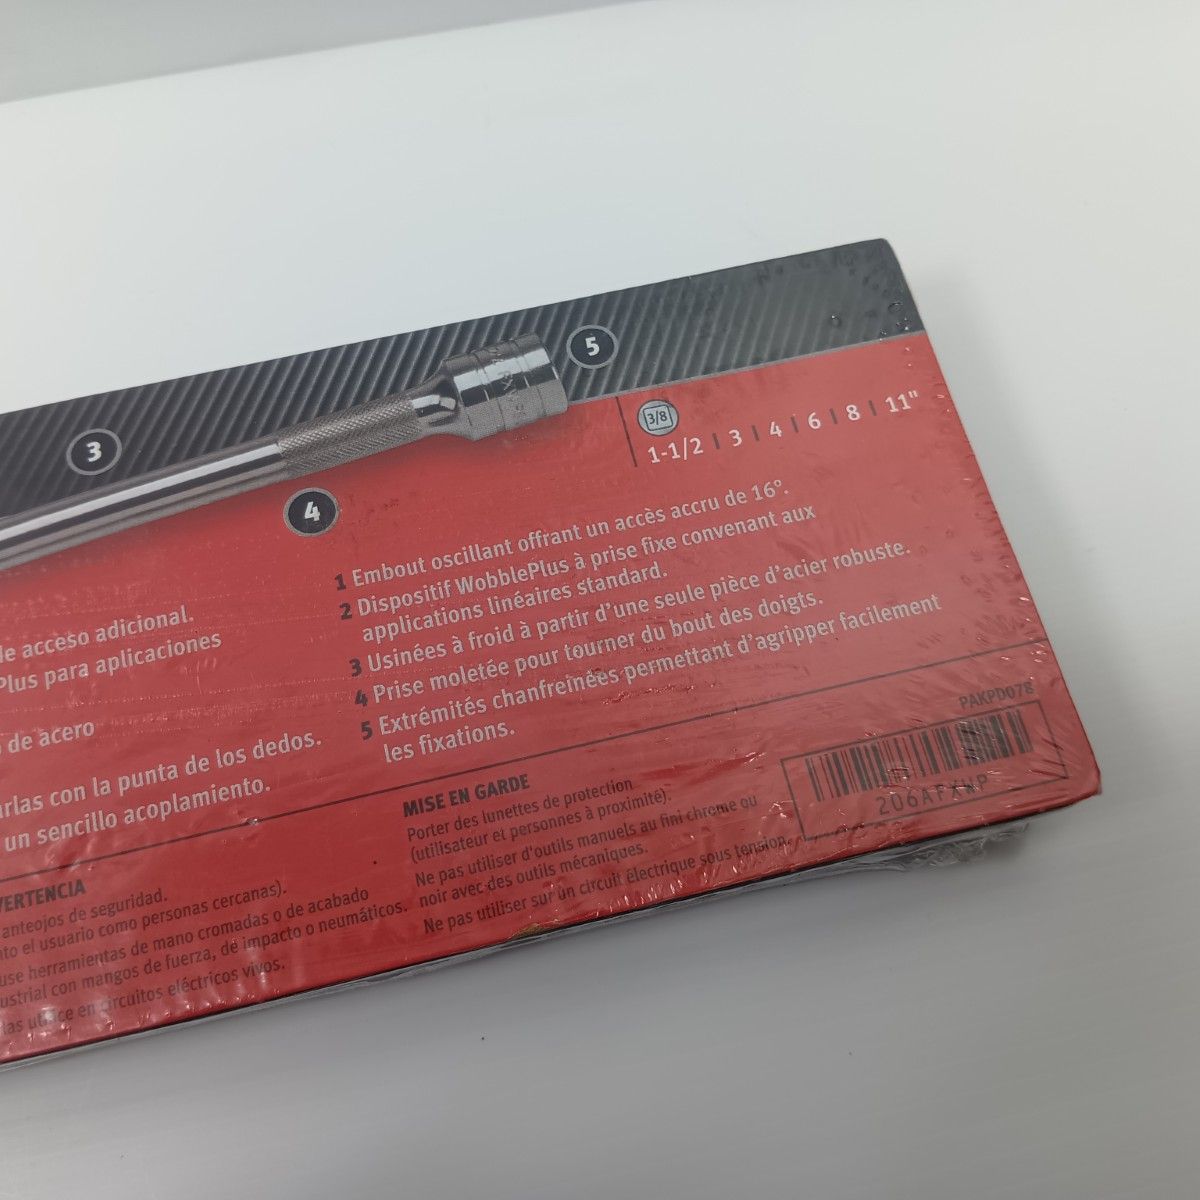 5
3
4
3/8
1-1/2 | 3 | 4 | 6 | 8 | 11"
1 Embout oscillant offrant un accès accru de 16°.
2 Dispositif WobblePlus à prise fixe convenant aux
applications linéaires standard.
3 Usinées à froid à partir d'une seule pièce d'acier robuste.
4 Prise moletée pour tourner du bout des doigts.
5 Extrémités chanfreinées permettant d'agripper facilement
les fixations.
de acceso adicional.
Plus para aplicaciones
de acero
arlas con la punta de los dedos.
un sencillo acoplamiento.
MISE EN GARDE
Porter des lunettes de protection
(utilisateur et personnes à proximité).
Ne pas utiliser d'outils manuels au fini chrome ou
noir avec des outils mécaniques.
Ne pas utiliser sur un circuit électrique sous tension.
VERTENCIA
anteojos de seguridad.
nto el usuario como personas cercanas).
use herramientas de mano cromadas o de acabado
ustrial con mangos de fuerza, de impacto o neumáticos.
las utilice en circuitos eléctricos vivos.
PAKPD078
206AFXWP